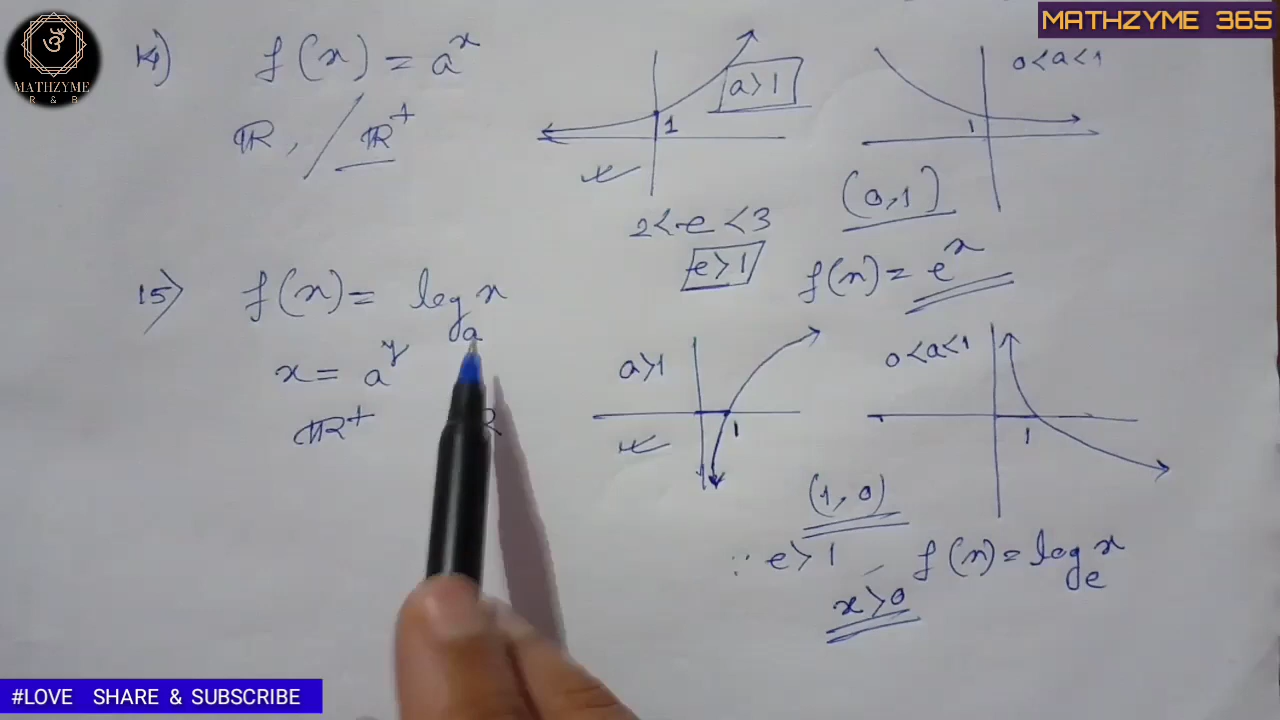 MATHZYME 365
ॐ
MATHZYME
R & B
14) f(x) = a^x
ℝ, / ℝ^+
a>1
1
0<a<1
1
(0,1)
2<e<3
e>1
f(x) = e^x
15) f(x) = log_a x
x = a^y
ℝ^+ R
a>1
1
0<a<1
1
(1,0)
∵ e>1 – f(x) = log_e x
x>0
#LOVE SHARE & SUBSCRIBE